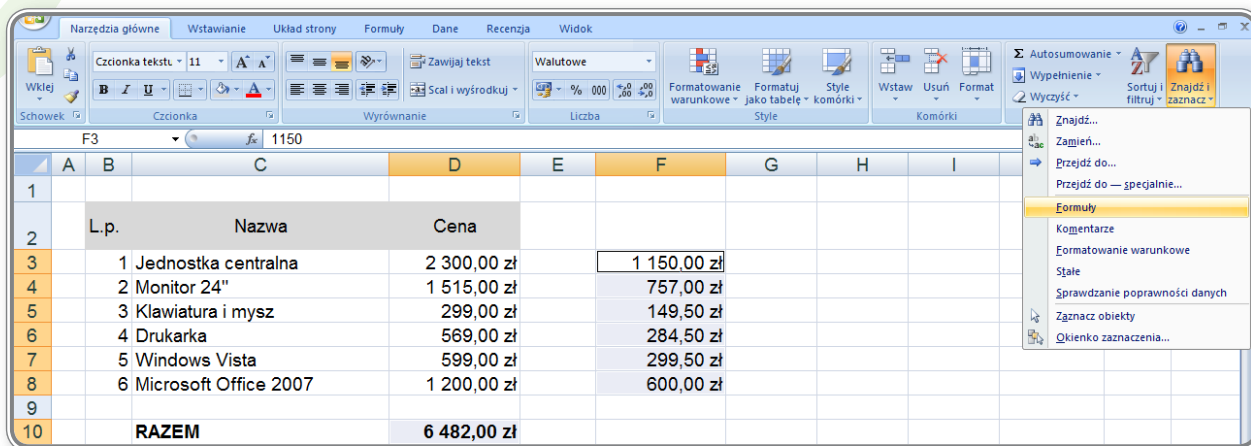 Narzędzia główne Wstawianie Układ strony Formuły Dane Recenzja Widok
Wklej
Czcionka tekstu 11 A A
B I U A
Zawijaj tekst
Scal i wyśrodkuj
Walutowe
% 000 ,00 ,0
Formatowanie warunkowe
Formatuj jako tabelę
Style komórki
Wstaw Usuń Format
Σ Autosumowanie
Wypełnienie
Wyczyść
Sortuj i filtruj
Znajdź i zaznacz
Schowek Czcionka Wyrównanie Liczba Style Komórki
F3 fx 1150
A B C D E F G H I
1
2 L.p. Nazwa Cena
3 1 Jednostka centralna 2 300,00 zł 1 150,00 zł
4 2 Monitor 24" 1 515,00 zł 757,00 zł
5 3 Klawiatura i mysz 299,00 zł 149,50 zł
6 4 Drukarka 569,00 zł 284,50 zł
7 5 Windows Vista 599,00 zł 299,50 zł
8 6 Microsoft Office 2007 1 200,00 zł 600,00 zł
9
10 RAZEM 6 482,00 zł
Znajdź...
Zamień...
Przejdź do...
Przejdź do — specjalnie...
Formuły
Komentarze
Formatowanie warunkowe
Stałe
Sprawdzanie poprawności danych
Zaznacz obiekty
Okienko zaznaczenia...